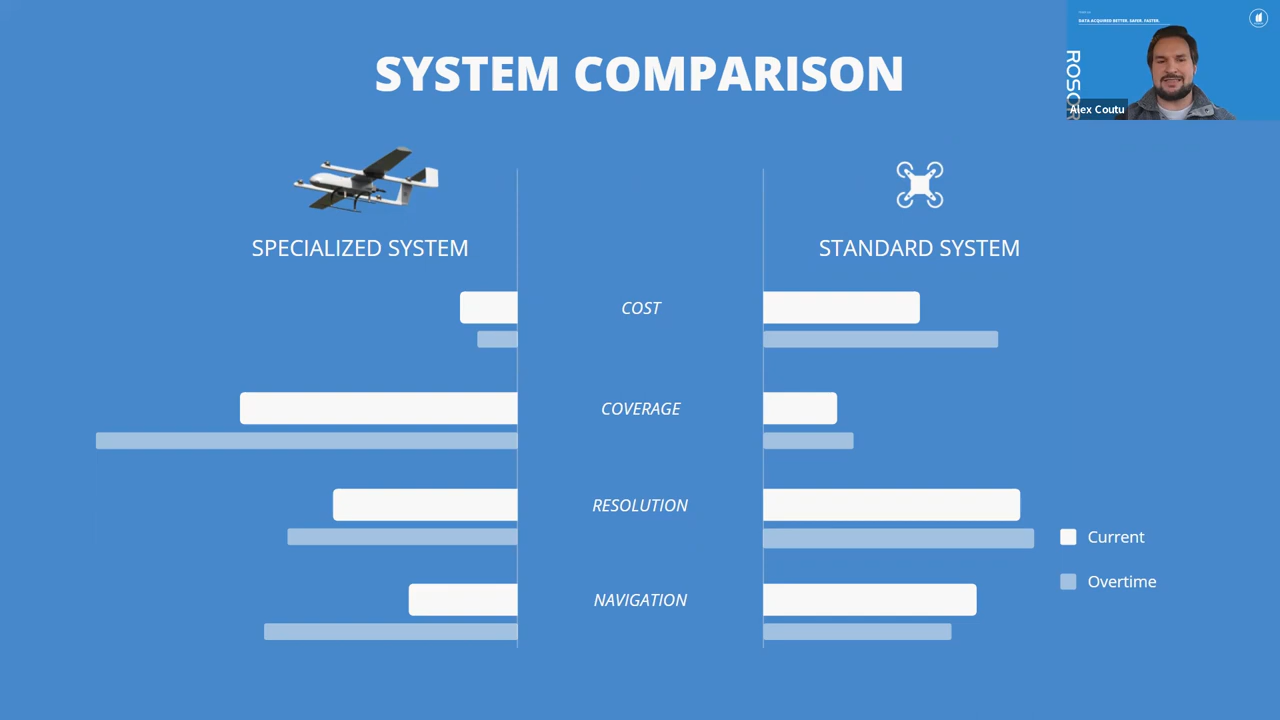 SYSTEM COMPARISON
DATA ACQUIRED BETTER. SAFER. FASTER.
Alex Coutu
SPECIALIZED SYSTEM
STANDARD SYSTEM
COST
COVERAGE
RESOLUTION
NAVIGATION
Current
Overtime